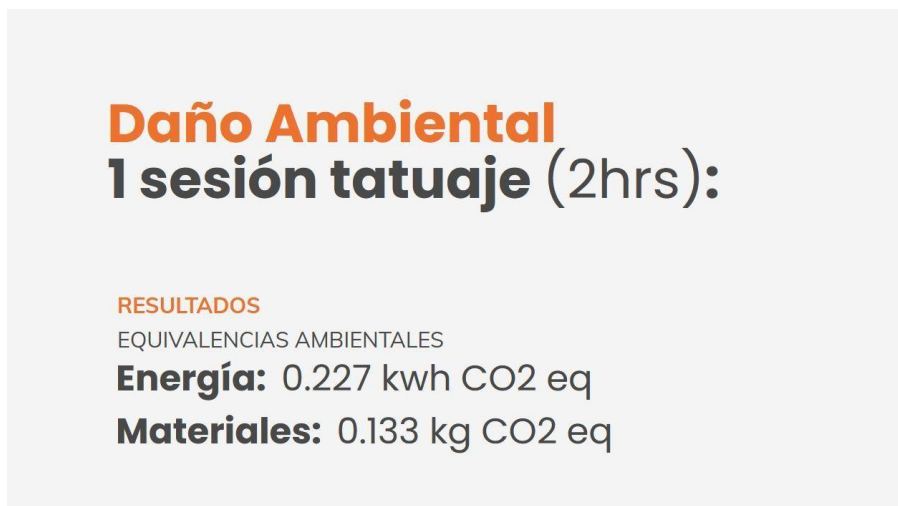 Daño Ambiental
1 sesión tatuaje (2hrs):
RESULTADOS
EQUIVALENCIAS AMBIENTALES
Energía: 0.227 kwh CO2 eq
Materiales: 0.133 kg CO2 eq